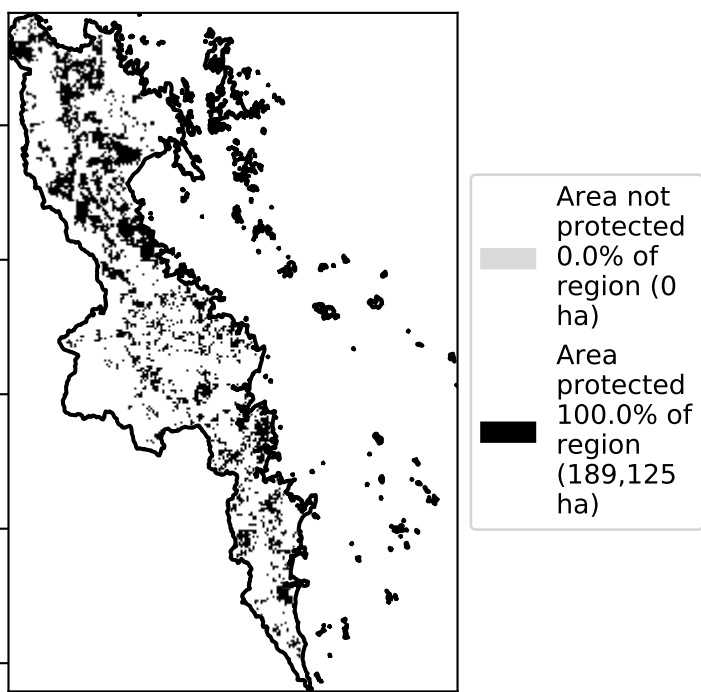 Area not
protected
0.0% of
region (0
ha)
Area
protected
100.0% of
region
(189,125
ha)